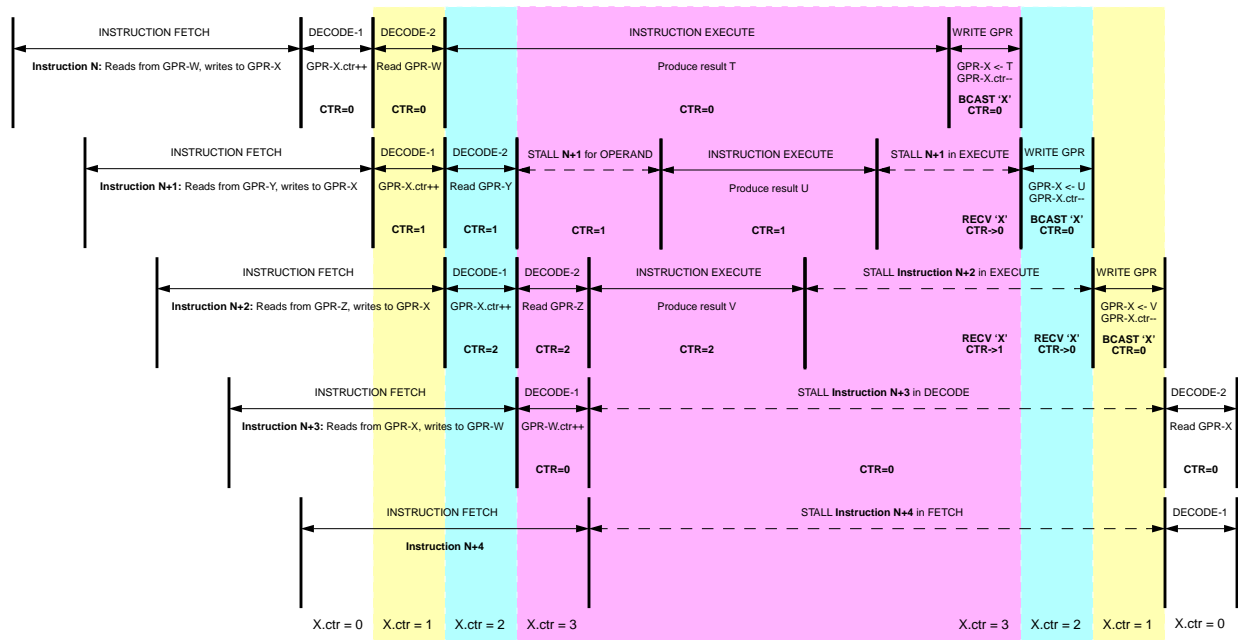 INSTRUCTION FETCH DECODE-1 DECODE-2 INSTRUCTION EXECUTE WRITE GPR
Instruction N: Reads from GPR-W, writes to GPR-X GPR-X.ctr++ Read GPR-W Produce result T GPR-X <- T
GPR-X.ctr--
BCAST 'X'
CTR=0 CTR=0 CTR=0 CTR=0
INSTRUCTION FETCH DECODE-1 DECODE-2 STALL N+1 for OPERAND INSTRUCTION EXECUTE STALL N+1 in EXECUTE WRITE GPR
Instruction N+1: Reads from GPR-Y, writes to GPR-X GPR-X.ctr++ Read GPR-Y Produce result U GPR-X <- U
GPR-X.ctr--
RECV 'X' BCAST 'X'
CTR=1 CTR=1 CTR=1 CTR=1 CTR->0 CTR=0
INSTRUCTION FETCH DECODE-1 DECODE-2 INSTRUCTION EXECUTE STALL Instruction N+2 in EXECUTE WRITE GPR
Instruction N+2: Reads from GPR-Z, writes to GPR-X GPR-X.ctr++ Read GPR-Z Produce result V GPR-X <- V
GPR-X.ctr--
RECV 'X' RECV 'X' BCAST 'X'
CTR=2 CTR=2 CTR=2 CTR->1 CTR->0 CTR=0
INSTRUCTION FETCH DECODE-1 STALL Instruction N+3 in DECODE DECODE-2
Instruction N+3: Reads from GPR-X, writes to GPR-W GPR-W.ctr++ Read GPR-X
CTR=0 CTR=0 CTR=0
INSTRUCTION FETCH STALL Instruction N+4 in FETCH DECODE-1
Instruction N+4
X.ctr = 0 X.ctr = 1 X.ctr = 2 X.ctr = 3 X.ctr = 3 X.ctr = 2 X.ctr = 1 X.ctr = 0